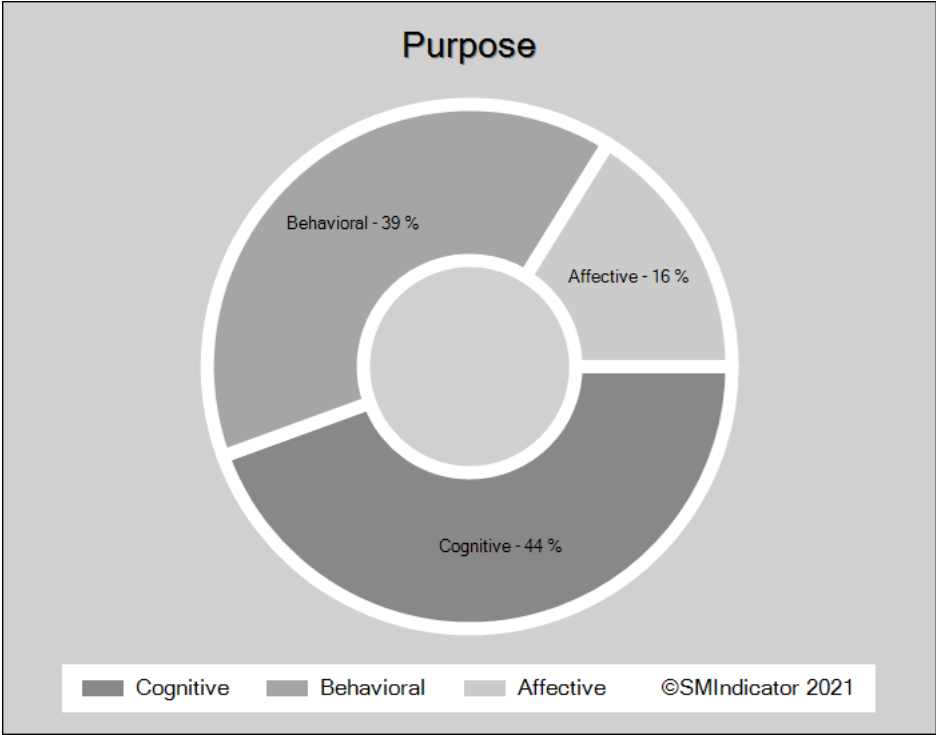 Purpose
Behavioral - 39 %
Affective - 16 %
Cognitive - 44 %
Cognitive Behavioral Affective ©SMIndicator 2021